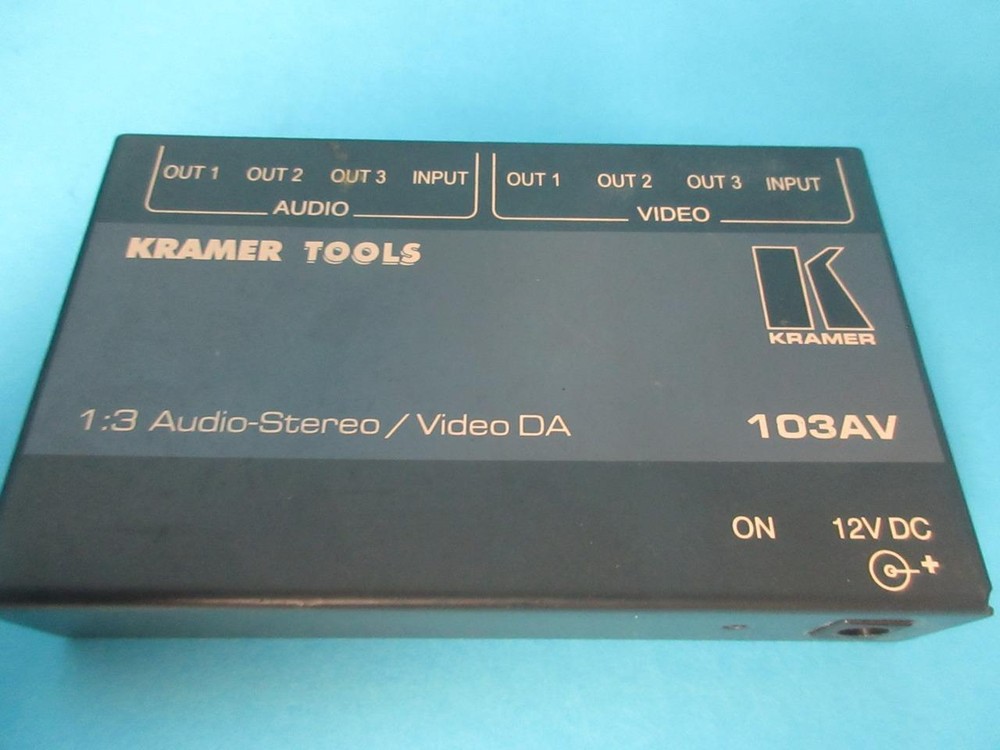 OUT 1 OUT 2 OUT 3 INPUT OUT 1 OUT 2 OUT 3 INPUT
AUDIO VIDEO
KRAMER TOOLS
K
KRAMER
1:3 Audio-Stereo / Video DA 103AV
ON 12V DC
+